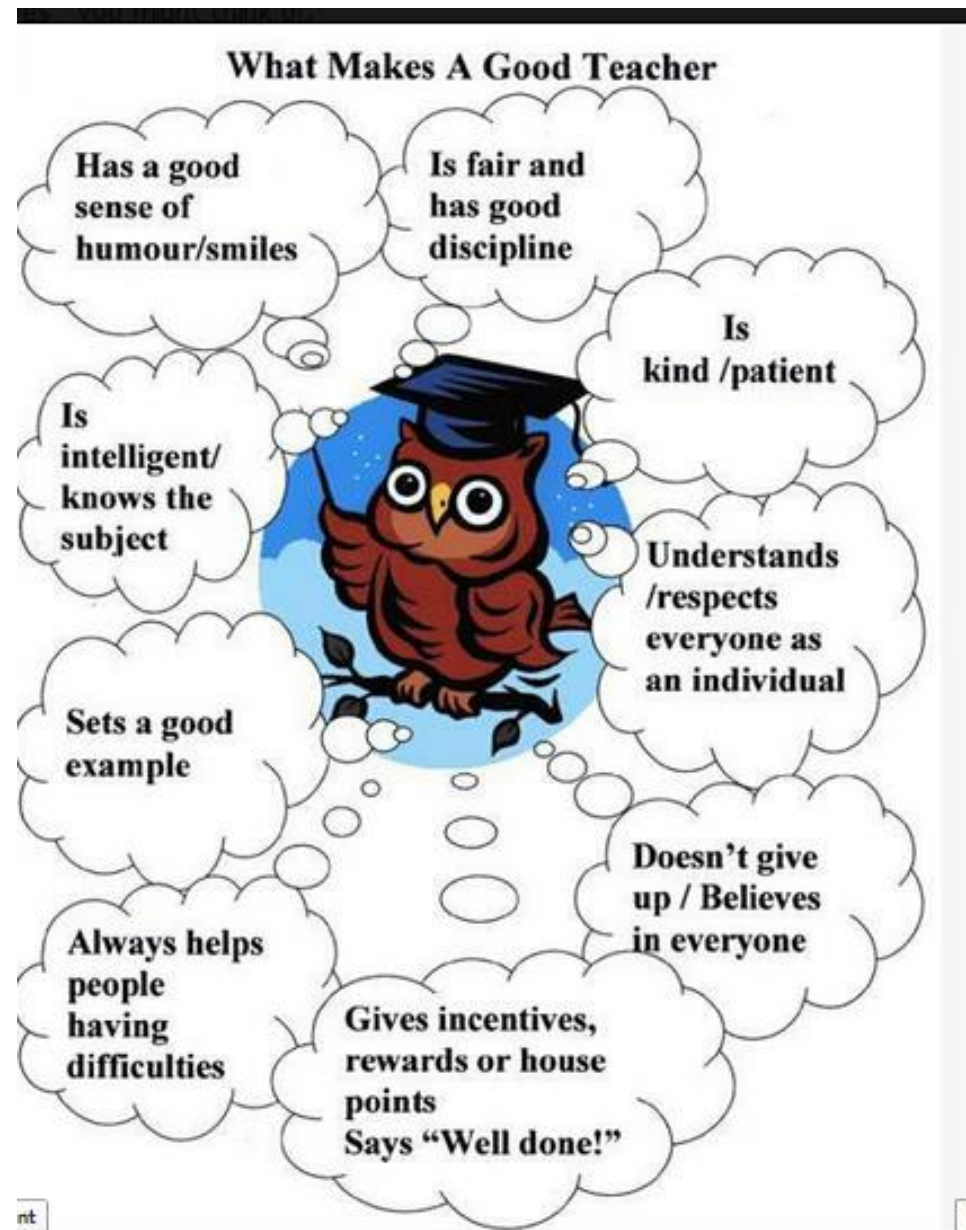 What Makes A Good Teacher
Has a good
sense of
humour/smiles
Is fair and
has good
discipline
Is
kind /patient
Is
intelligent/
knows the
subject
Understands
/respects
everyone as
an individual
Sets a good
example
Doesn't give
up / Believes
in everyone
Always helps
people
having
difficulties
Gives incentives,
rewards or house
points
Says “Well done!”
nt